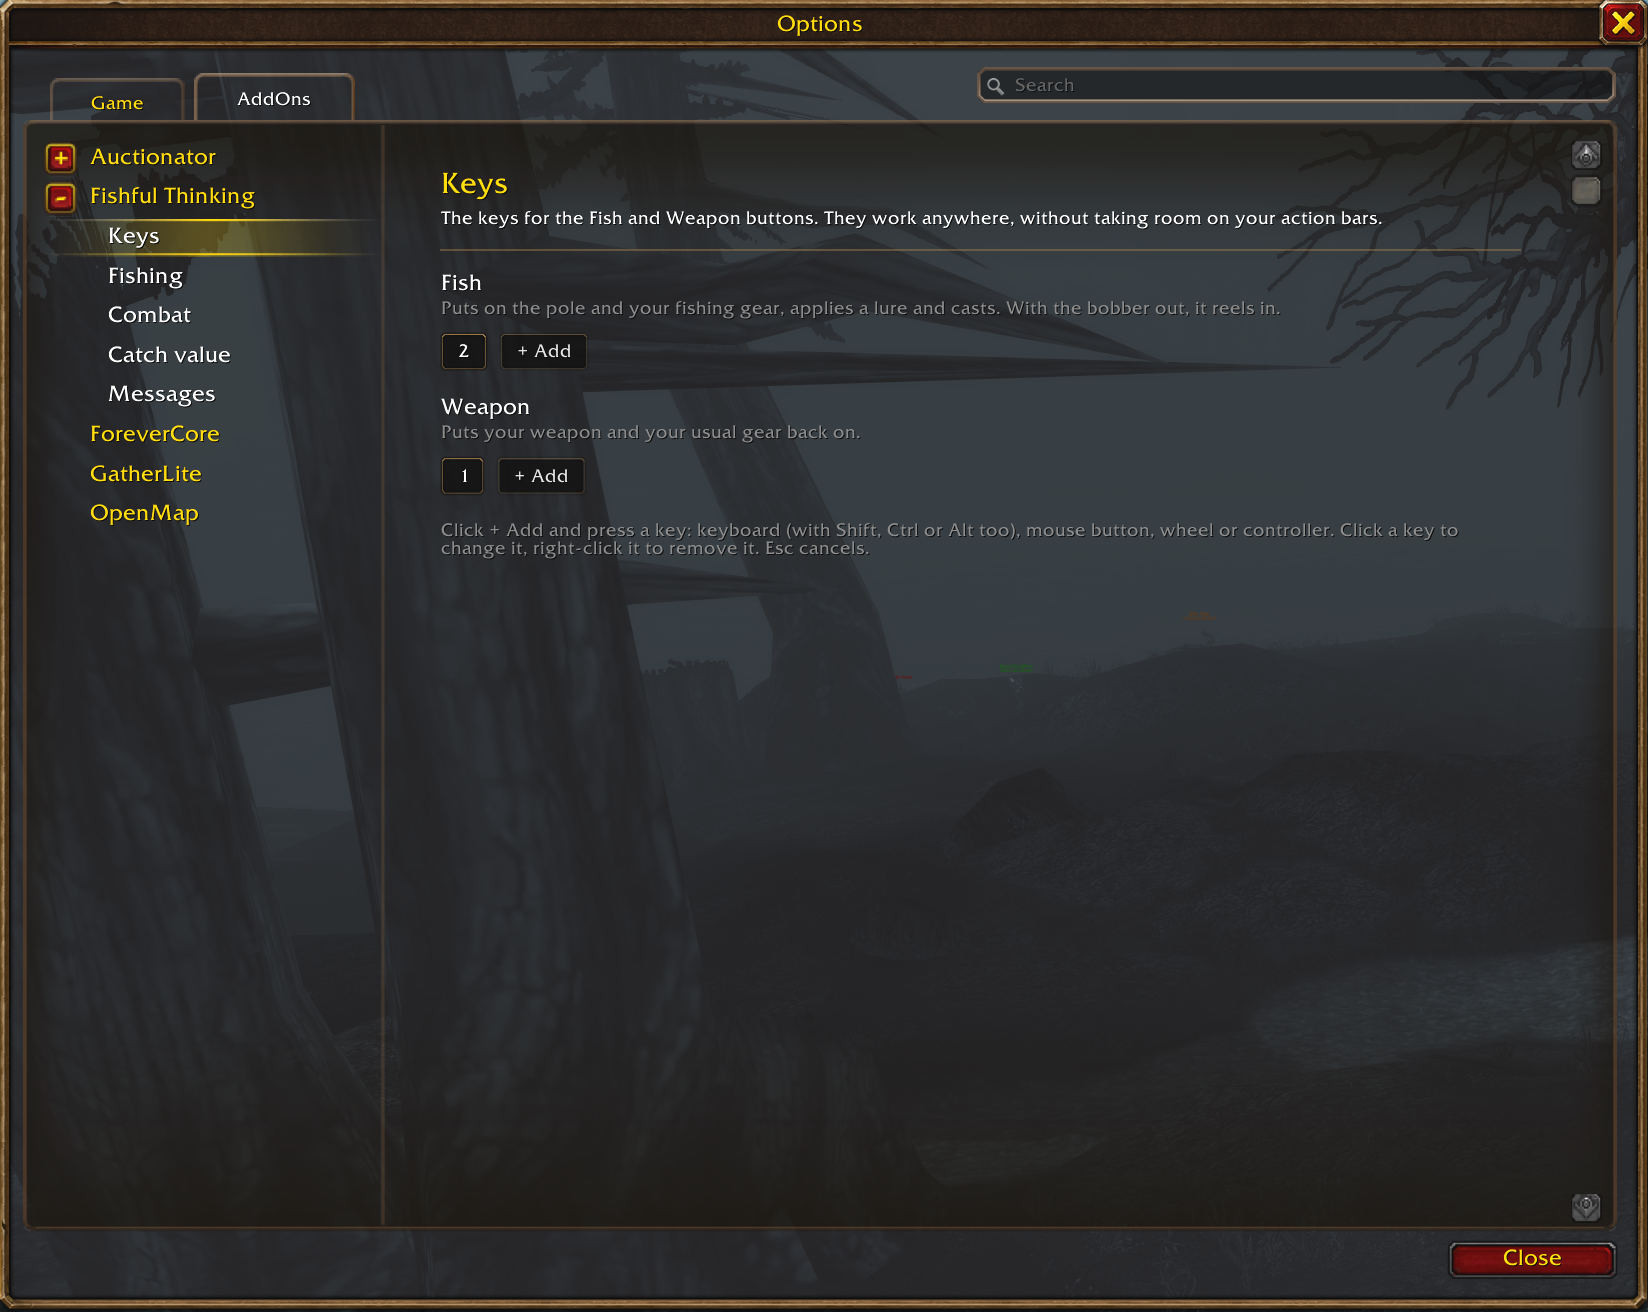 Options
Game
AddOns
Search
Auctionator
Fishful Thinking
Keys
Fishing
Combat
Catch value
Messages
ForeverCore
GatherLite
OpenMap
Keys
The keys for the Fish and Weapon buttons. They work anywhere, without taking room on your action bars.
Fish
Puts on the pole and your fishing gear, applies a lure and casts. With the bobber out, it reels in.
2
+ Add
Weapon
Puts your weapon and your usual gear back on.
1
+ Add
Click + Add and press a key: keyboard (with Shift, Ctrl or Alt too), mouse button, wheel or controller. Click a key to
change it, right-click it to remove it. Esc cancels.
Close